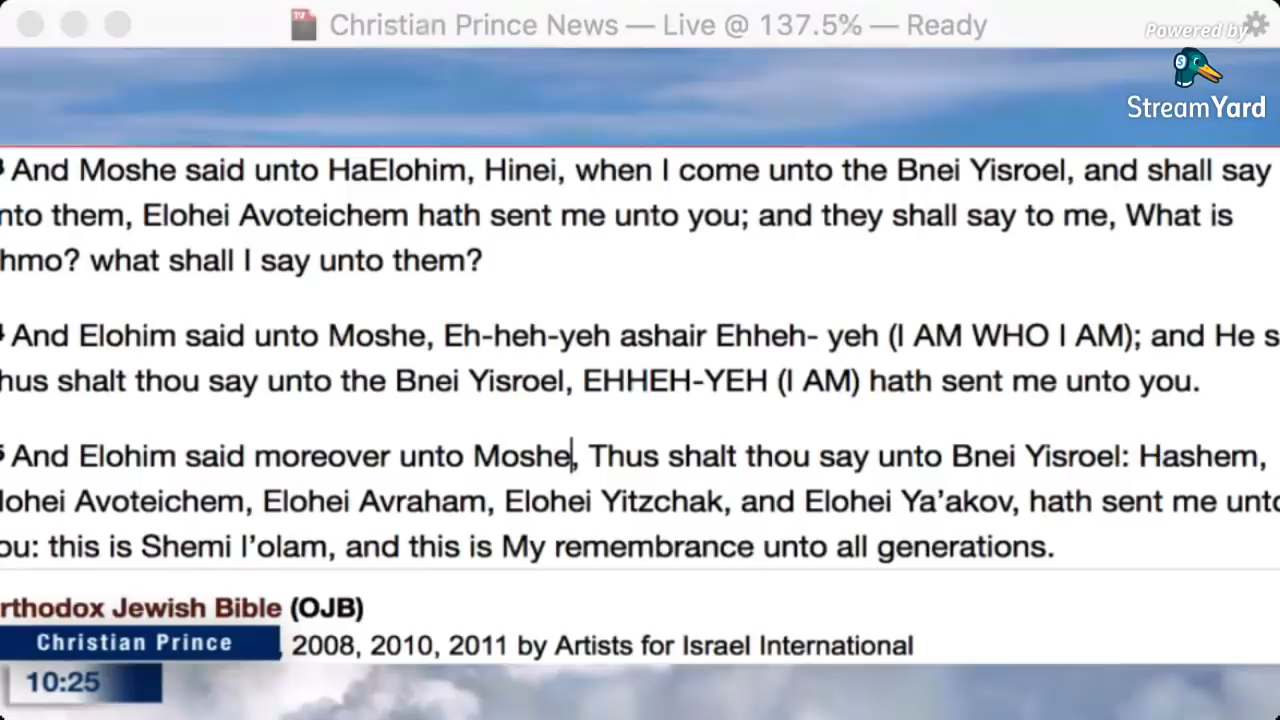 Christian Prince News — Live @ 137.5% — Ready
Powered by
StreamYard
And Moshe said unto HaElohim, Hinei, when I come unto the Bnei Yisroel, and shall say
nto them, Elohei Avoteichem hath sent me unto you; and they shall say to me, What is
hmo? what shall I say unto them?
And Elohim said unto Moshe, Eh-heh-yeh ashair Ehheh- yeh (I AM WHO I AM); and He s
hus shalt thou say unto the Bnei Yisroel, EHHEH-YEH (I AM) hath sent me unto you.
And Elohim said moreover unto Moshe, Thus shalt thou say unto Bnei Yisroel: Hashem,
lohei Avoteichem, Elohei Avraham, Elohei Yitzchak, and Elohei Ya’akov, hath sent me unto
ou: this is Shemi l’olam, and this is My remembrance unto all generations.
rthodox Jewish Bible (OJB)
Christian Prince
, 2008, 2010, 2011 by Artists for Israel International
10:25